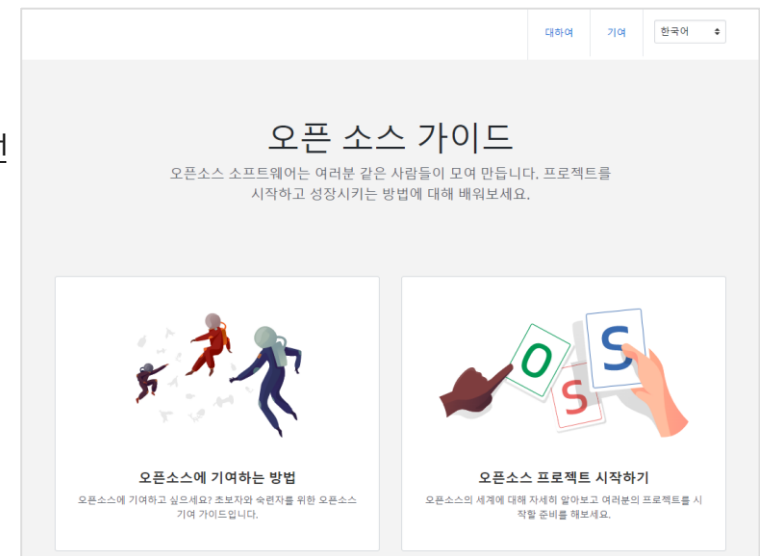 대하여 기여 한국어
오픈 소스 가이드
오픈소스 소프트웨어는 여러분 같은 사람들이 모여 만듭니다. 프로젝트를
시작하고 성장시키는 방법에 대해 배워보세요.
O S S
오픈소스에 기여하는 방법
오픈소스에 기여하고 싶으세요? 초보자와 숙련자를 위한 오픈소스
기여 가이드입니다.
오픈소스 프로젝트 시작하기
오픈소스의 세계에 대해 자세히 알아보고 여러분의 프로젝트를 시
작할 준비를 해보세요.